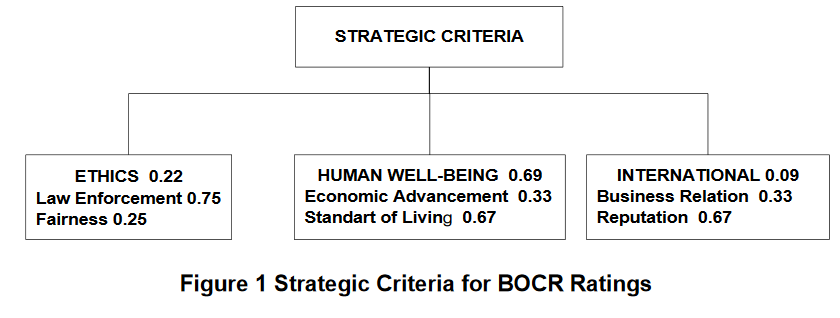 STRATEGIC CRITERIA
ETHICS 0.22
Law Enforcement 0.75
Fairness 0.25
HUMAN WELL-BEING 0.69
Economic Advancement 0.33
Standart of Living 0.67
INTERNATIONAL 0.09
Business Relation 0.33
Reputation 0.67
Figure 1 Strategic Criteria for BOCR Ratings